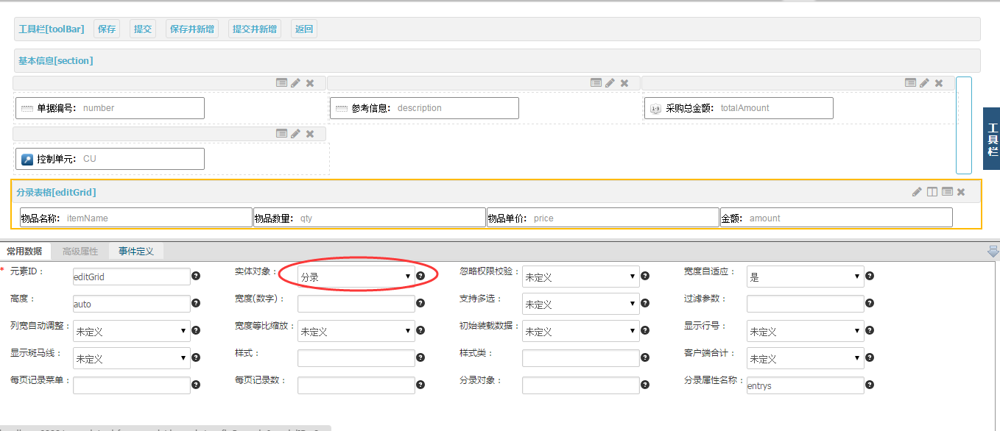 工具栏[toolBar] 保存 提交 保存并新增 提交并新增 返回
基本信息[section]
单据编号: number 参考信息: description 采购总金额: totalAmount
控制单元: CU
工具栏
分录表格[editGrid]
物品名称: itemName 物品数量: qty 物品单价: price 金额: amount
常用数据 高级属性 事件定义
* 元素ID： editGrid 实体对象： 分录 忽略权限校验： 未定义 宽度自适应： 是
高度： auto 宽度(数字)： 支持多选： 未定义 过滤参数：
列宽自动调整： 未定义 宽度等比缩放： 未定义 初始装载数据： 未定义 显示行号： 未定义
显示斑马线： 未定义 样式： 样式类： 客户端合计： 未定义
每页记录菜单： 每页记录数： 分录对象： 分录属性名称： entrys